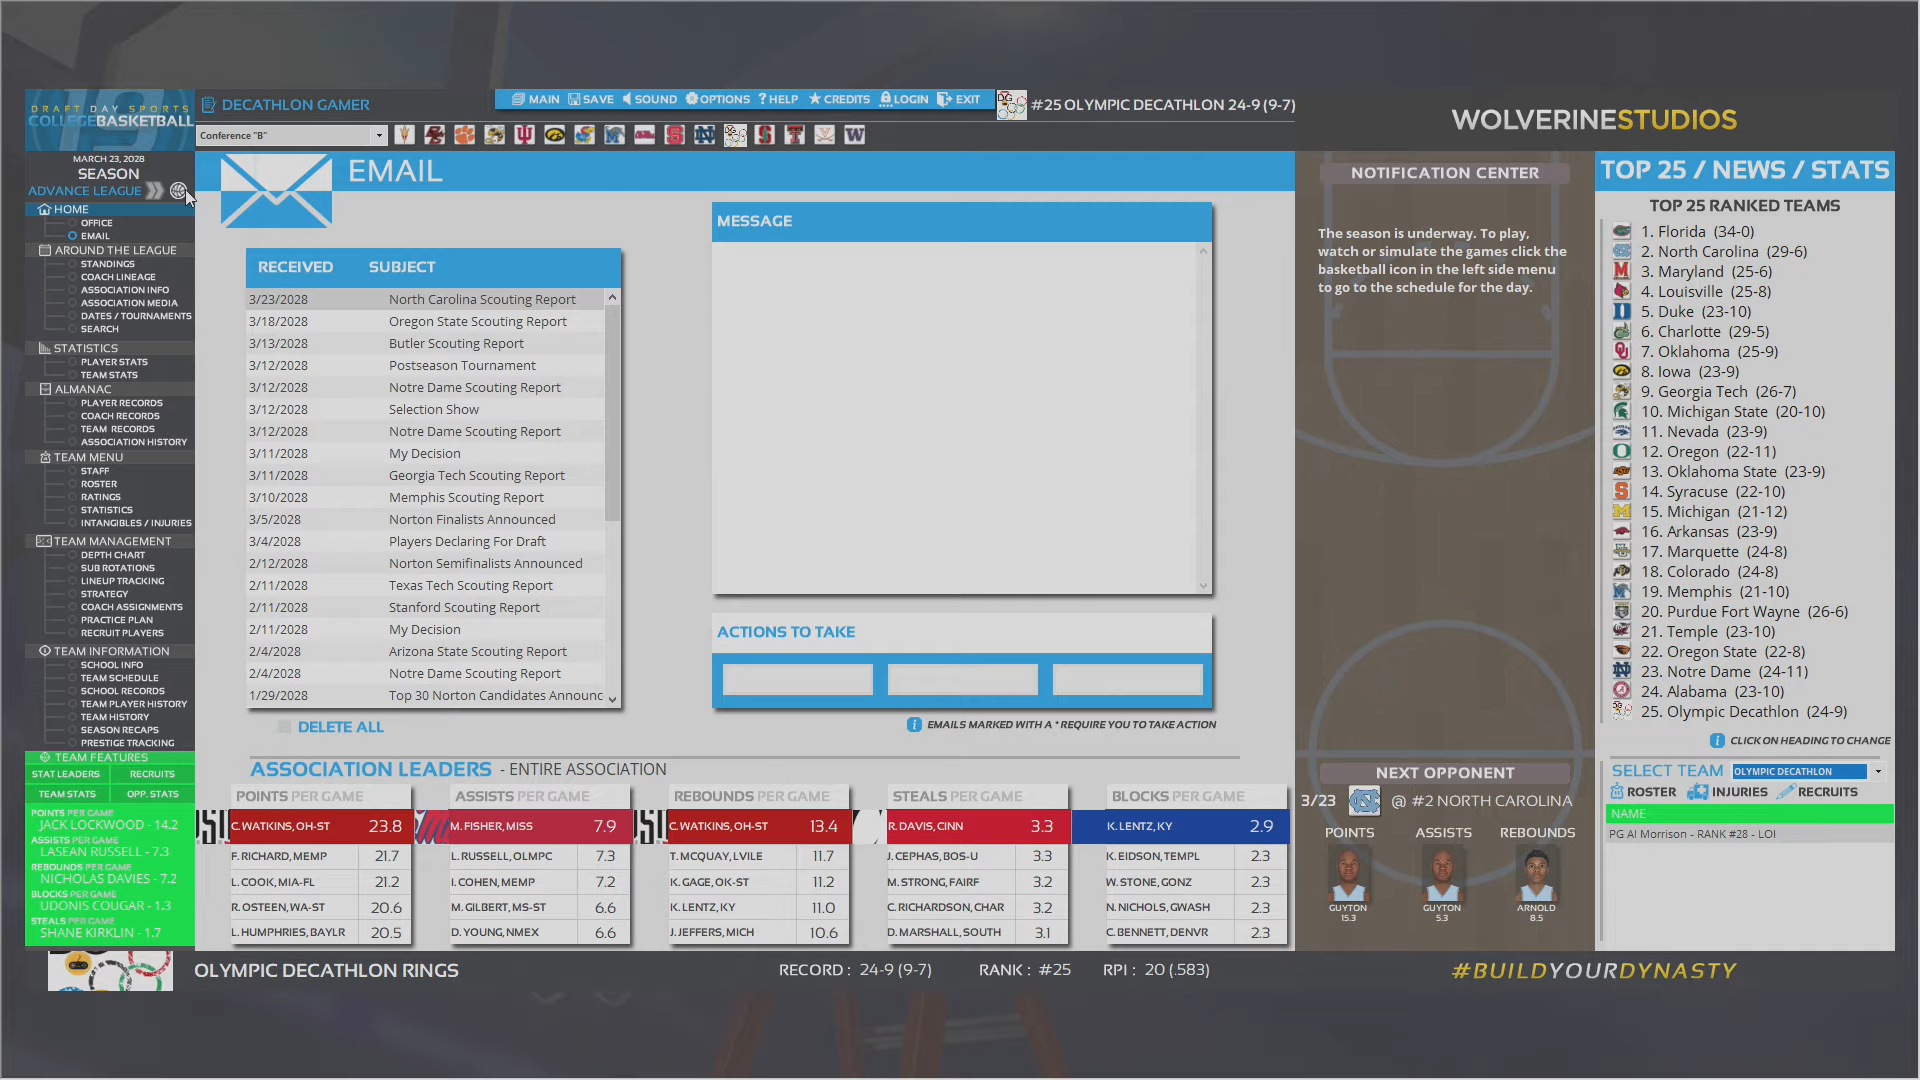 DRAFT DAY SPORTS
COLLEGEBASKETBALL
DECATHLON GAMER
MAIN SAVE SOUND OPTIONS HELP CREDITS LOGIN EXIT
#25 OLYMPIC DECATHLON 24-9 (9-7)
WOLVERINESTUDIOS
Conference "B"
MARCH 23, 2028
SEASON
ADVANCE LEAGUE
HOME
OFFICE
EMAIL
AROUND THE LEAGUE
STANDINGS
COACH LINEAGE
ASSOCIATION INFO
ASSOCIATION MEDIA
DATES / TOURNAMENTS
SEARCH
STATISTICS
PLAYER STATS
TEAM STATS
ALMANAC
PLAYER RECORDS
COACH RECORDS
TEAM RECORDS
ASSOCIATION HISTORY
TEAM MENU
STAFF
ROSTER
RATINGS
STATISTICS
INTANGIBLES / INJURIES
TEAM MANAGEMENT
DEPTH CHART
SUB ROTATIONS
LINEUP TRACKING
STRATEGY
COACH ASSIGNMENTS
PRACTICE PLAN
RECRUIT PLAYERS
TEAM INFORMATION
SCHOOL INFO
TEAM SCHEDULE
SCHOOL RECORDS
TEAM PLAYER HISTORY
TEAM HISTORY
SEASON RECAPS
PRESTIGE TRACKING
TEAM FEATURES
STAT LEADERS RECRUITS
TEAM STATS OPP. STATS
POINTS PER GAME
JACK LOCKWOOD - 14.2
ASSISTS PER GAME
LASEAN RUSSELL - 7.3
REBOUNDS PER GAME
NICHOLAS DAVIES - 7.2
BLOCKS PER GAME
UDONIS COUGAR - 1.3
STEALS PER GAME
SHANE KIRKLIN - 1.7
EMAIL
RECEIVED SUBJECT
3/23/2028 North Carolina Scouting Report
3/18/2028 Oregon State Scouting Report
3/13/2028 Butler Scouting Report
3/12/2028 Postseason Tournament
3/12/2028 Notre Dame Scouting Report
3/12/2028 Selection Show
3/12/2028 Notre Dame Scouting Report
3/11/2028 My Decision
3/11/2028 Georgia Tech Scouting Report
3/10/2028 Memphis Scouting Report
3/5/2028 Norton Finalists Announced
3/4/2028 Players Declaring For Draft
2/12/2028 Norton Semifinalists Announced
2/11/2028 Texas Tech Scouting Report
2/11/2028 Stanford Scouting Report
2/11/2028 My Decision
2/4/2028 Arizona State Scouting Report
2/4/2028 Notre Dame Scouting Report
1/29/2028 Top 30 Norton Candidates Announc
DELETE ALL
MESSAGE
ACTIONS TO TAKE
EMAILS MARKED WITH A * REQUIRE YOU TO TAKE ACTION
ASSOCIATION LEADERS - ENTIRE ASSOCIATION
POINTS PER GAME
C. WATKINS, OH-ST 23.8
F. RICHARD, MEMP 21.7
L. COOK, MIA-FL 21.2
R. OSTEEN, WA-ST 20.6
L. HUMPHRIES, BAYLR 20.5
ASSISTS PER GAME
M. FISHER, MISS 7.9
L. RUSSELL, OLMPC 7.3
I. COHEN, MEMP 7.2
M. GILBERT, MS-ST 6.6
D. YOUNG, NMEX 6.6
REBOUNDS PER GAME
C. WATKINS, OH-ST 13.4
T. MCQUAY, LVILE 11.7
K. GAGE, OK-ST 11.2
K. LENTZ, KY 11.0
J. JEFFERS, MICH 10.6
STEALS PER GAME
R. DAVIS, CINN 3.3
J. CEPHAS, BOS-U 3.3
M. STRONG, FAIRF 3.2
C. RICHARDSON, CHAR 3.2
D. MARSHALL, SOUTH 3.1
BLOCKS PER GAME
K. LENTZ, KY 2.9
K. EIDSON, TEMPL 2.3
W. STONE, GONZ 2.3
N. NICHOLS, GWASH 2.3
C. BENNETT, DENVR 2.3
NOTIFICATION CENTER
The season is underway. To play,
watch or simulate the games click the
basketball icon in the left side menu
to go to the schedule for the day.
NEXT OPPONENT
3/23 @ #2 NORTH CAROLINA
POINTS ASSISTS REBOUNDS
GUYTON GUYTON ARNOLD
15.3 5.3 8.5
TOP 25 / NEWS / STATS
TOP 25 RANKED TEAMS
1. Florida (34-0)
2. North Carolina (29-6)
3. Maryland (25-6)
4. Louisville (25-8)
5. Duke (23-10)
6. Charlotte (29-5)
7. Oklahoma (25-9)
8. Iowa (23-9)
9. Georgia Tech (26-7)
10. Michigan State (20-10)
11. Nevada (23-9)
12. Oregon (22-11)
13. Oklahoma State (23-9)
14. Syracuse (22-10)
15. Michigan (21-12)
16. Arkansas (23-9)
17. Marquette (24-8)
18. Colorado (24-8)
19. Memphis (21-10)
20. Purdue Fort Wayne (26-6)
21. Temple (23-10)
22. Oregon State (22-8)
23. Notre Dame (24-11)
24. Alabama (23-10)
25. Olympic Decathlon (24-9)
CLICK ON HEADING TO CHANGE
SELECT TEAM OLYMPIC DECATHLON
ROSTER INJURIES RECRUITS
NAME
PG Al Morrison - RANK #28 - LOI
OLYMPIC DECATHLON RINGS
RECORD : 24-9 (9-7) RANK : #25 RPI : 20 (.583)
#BUILDYOURDYNASTY